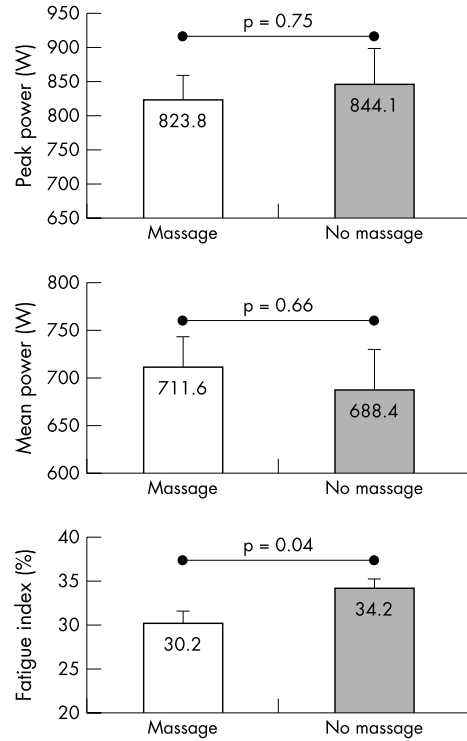 Peak power (W)
950
900
850
800
750
700
650
p = 0.75
823.8
844.1
Massage
No massage
Mean power (W)
800
750
700
650
600
p = 0.66
711.6
688.4
Massage
No massage
Fatigue index (%)
40
35
30
25
20
p = 0.04
30.2
34.2
Massage
No massage